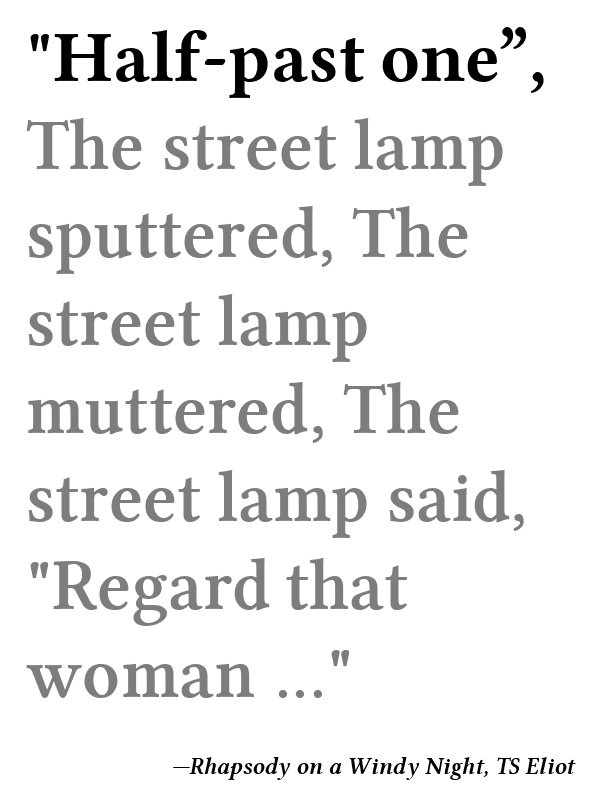 "Half-past one”,
The street lamp
sputtered, The
street lamp
muttered, The
street lamp said,
"Regard that
woman ..."
—Rhapsody on a Windy Night, TS Eliot